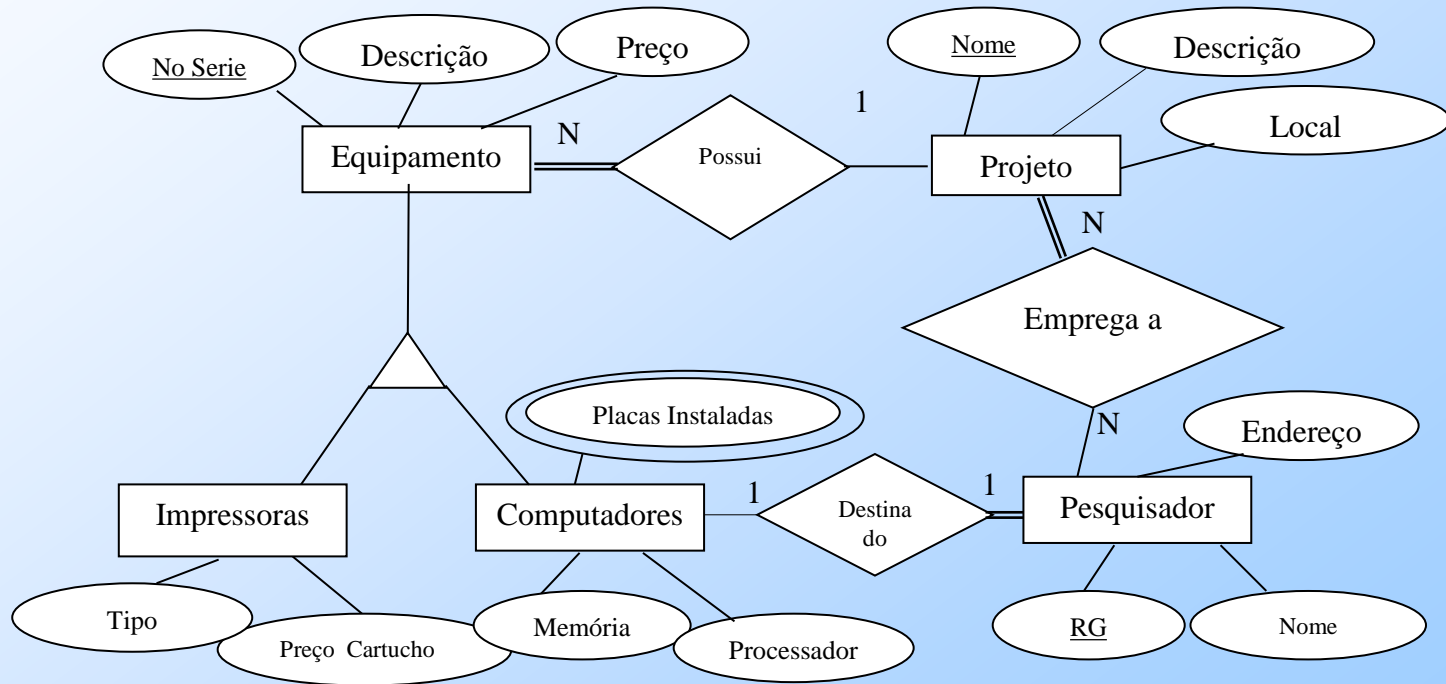 No Serie
Descrição
Preço
Nome
Descrição
Local
Equipamento
N
Possui
1
Projeto
N
Emprega a
N
Placas Instaladas
Endereço
Impressoras
Computadores
1
Destina
do
1
Pesquisador
Tipo
Preço Cartucho
Memória
Processador
RG
Nome